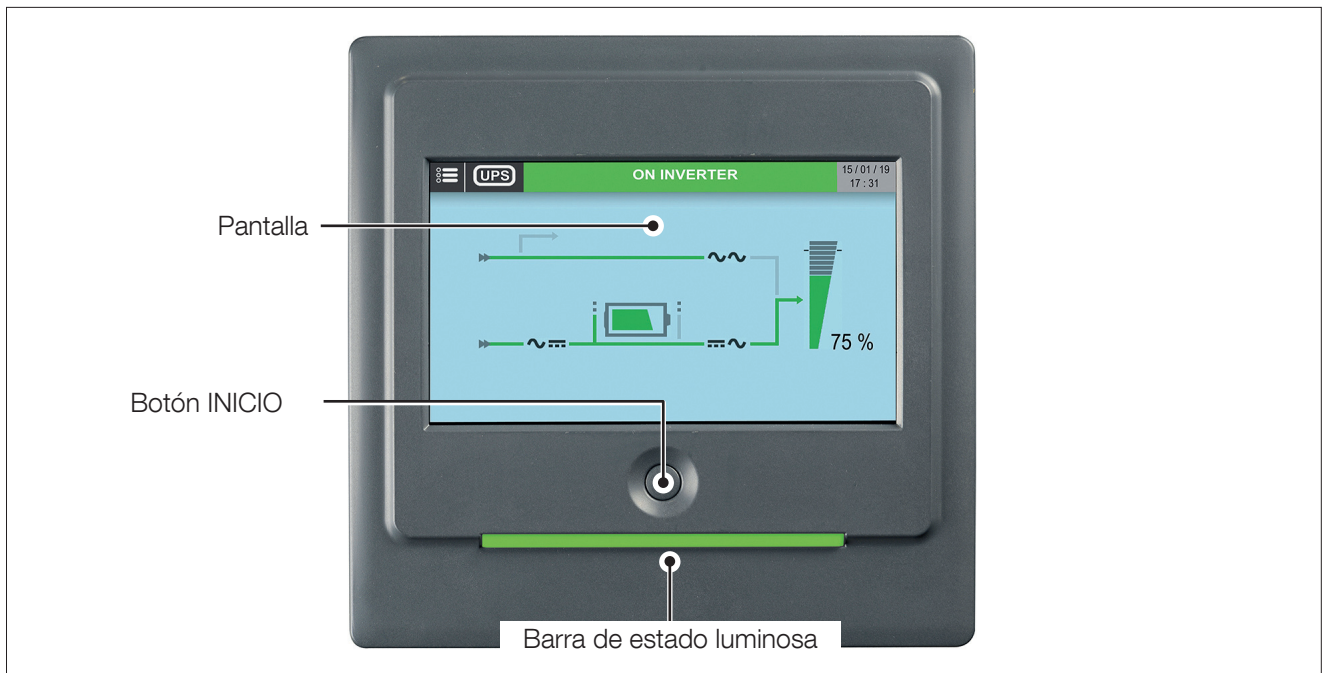 UPS
ON INVERTER
15 / 01 / 19
17 : 31
Pantalla
75 %
Botón INICIO
Barra de estado luminosa